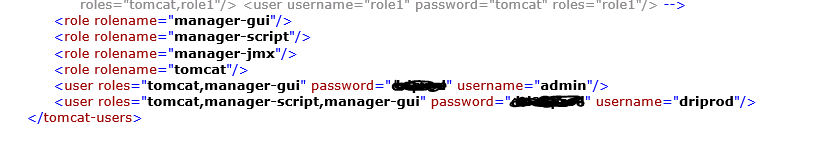 roles="tomcat,role1"/> <user username="role1" password="tomcat" roles="role1"/> -->
<role rolename="manager-gui"/>
<role rolename="manager-script"/>
<role rolename="manager-jmx"/>
<role rolename="tomcat"/>
<user roles="tomcat,manager-gui" password="" username="admin"/>
<user roles="tomcat,manager-script,manager-gui" password="" username="driprod"/>
</tomcat-users>